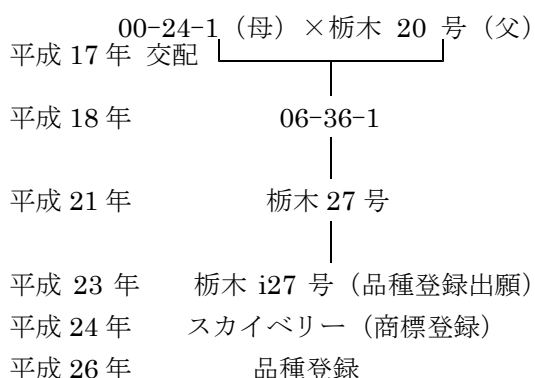 00-24-1（母）×栃木 20 号（父）
平成 17 年 交配
平成 18 年 06-36-1
平成 21 年 栃木 27 号
平成 23 年 栃木 i27 号（品種登録出願）
平成 24 年 スカイベリー（商標登録）
平成 26 年 品種登録